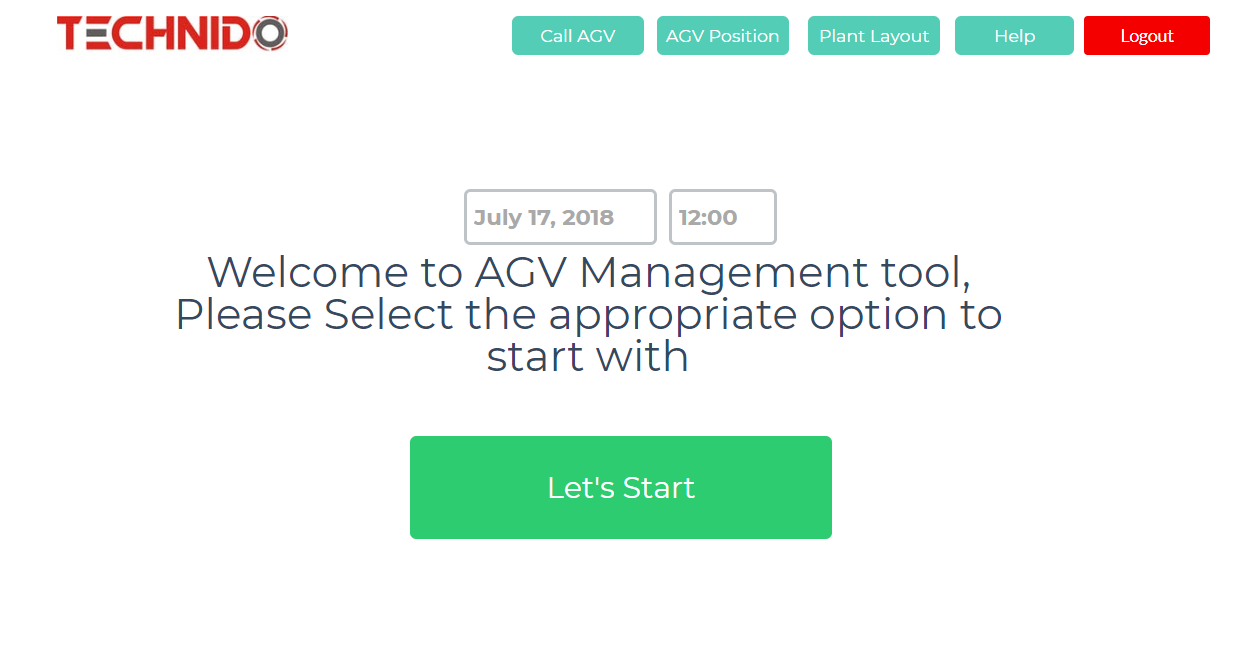 TECHNIDO
Call AGV
AGV Position
Plant Layout
Help
Logout
July 17, 2018
12:00
Welcome to AGV Management tool,
Please Select the appropriate option to
start with
Let's Start